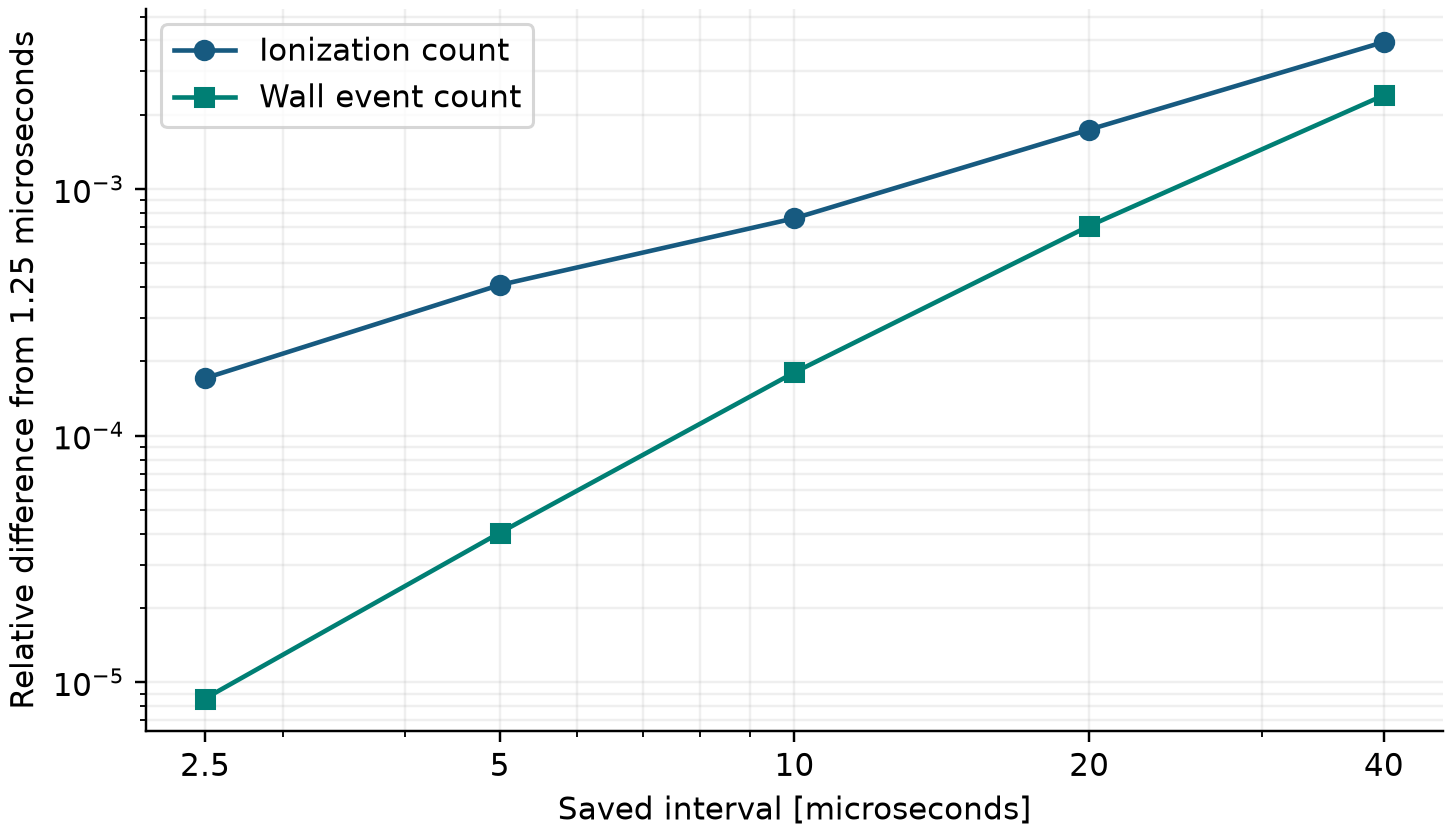 Relative difference from 1.25 microseconds
Ionization count
Wall event count
10⁻³
10⁻⁴
10⁻⁵
2.5 5 10 20 40
Saved interval [microseconds]